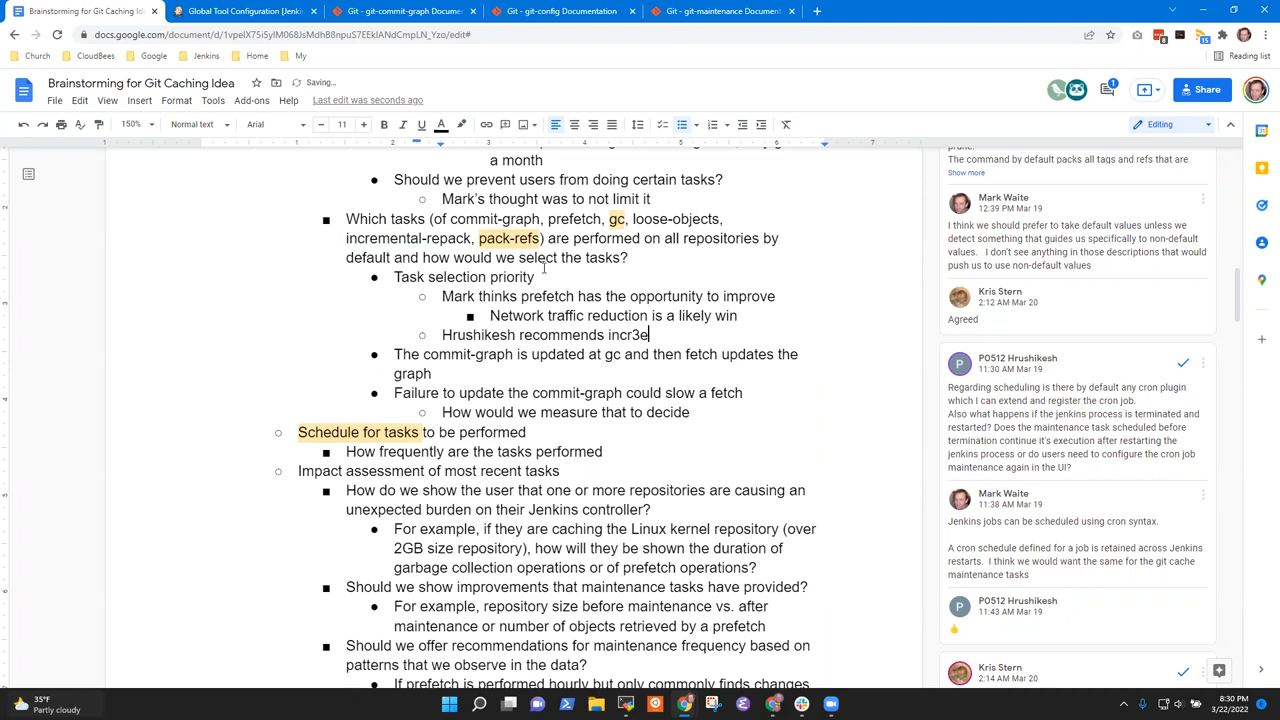 Brainstorming for Git Caching Ide
Global Tool Configuration [Jenki
Git - git-commit-graph Documen
Git - git-config Documentation
Git - git-maintenance Document
docs.google.com/document/d/
Church
CloudBees
Google
Jenkins
Home
My
Reading list
Brainstorming for Git Caching Idea
Saving...
File Edit View Insert Format Tools Add-ons Help
Last edit was seconds ago
1
Share
150%
Normal text
Arial
11
Editing
a month
Should we prevent users from doing certain tasks?
Mark's thought was to not limit it
Which tasks (of commit-graph, prefetch, gc, loose-objects,
incremental-repack, pack-refs) are performed on all repositories by
default and how would we select the tasks?
Task selection priority
Mark thinks prefetch has the opportunity to improve
Network traffic reduction is a likely win
Hrushikesh recommends incr3e
The commit-graph is updated at gc and then fetch updates the
graph
Failure to update the commit-graph could slow a fetch
How would we measure that to decide
Schedule for tasks to be performed
How frequently are the tasks performed
Impact assessment of most recent tasks
How do we show the user that one or more repositories are causing an
unexpected burden on their Jenkins controller?
For example, if they are caching the Linux kernel repository (over
2GB size repository), how will they be shown the duration of
garbage collection operations or of prefetch operations?
Should we show improvements that maintenance tasks have provided?
For example, repository size before maintenance vs. after
maintenance or number of objects retrieved by a prefetch
Should we offer recommendations for maintenance frequency based on
patterns that we observe in the data?
If prefetch is performed hourly but only commonly finds changes
prune.
The command by default packs all tags and refs that are
Show more
Mark Waite
12:39 PM Mar 19
I think we should prefer to take default values unless we
detect something that guides us specifically to non-default
values. I don't see anything in those descriptions that would
push us to use non-default values
Kris Stern
2:12 AM Mar 20
Agreed
P0512 Hrushikesh
11:30 AM Mar 19
Regarding scheduling is there by default any cron plugin
which I can extend and register the cron job.
Also what happens if the jenkins process is terminated and
restarted? Does the maintenance task scheduled before
termination continue it's execution after restarting the
jenkins process or do users need to configure the cron job
maintenance again in the UI?
Mark Waite
11:38 AM Mar 19
Jenkins jobs can be scheduled using cron syntax.
A cron schedule defined for a job is retained across Jenkins
restarts. I think we would want the same for the git cache
maintenance tasks
P0512 Hrushikesh
11:43 AM Mar 19
Kris Stern
2:14 AM Mar 20
35°F
Partly cloudy
8:30 PM
3/22/2022